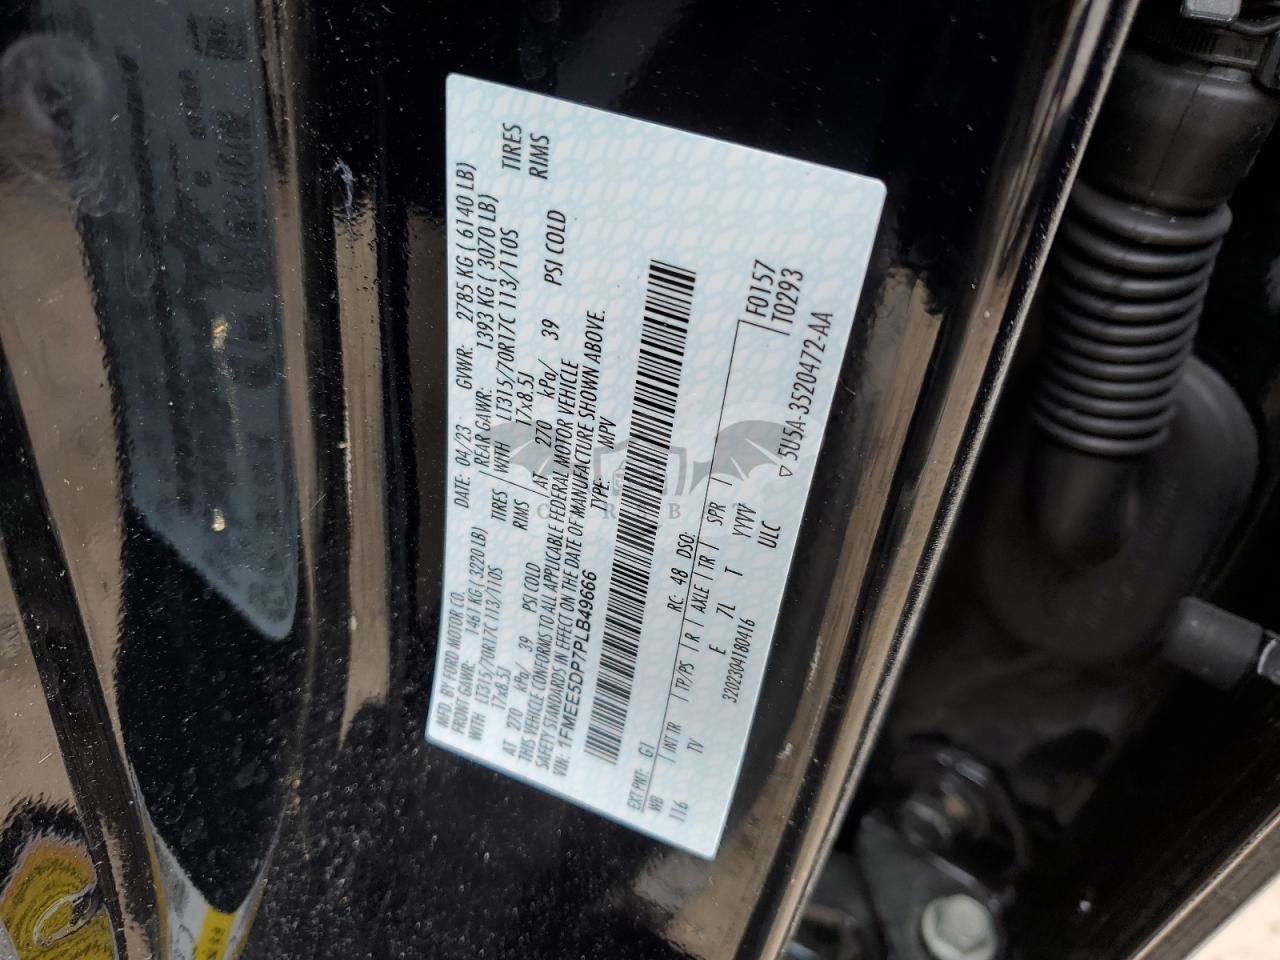 MFD. BY FORD MOTOR CO.
DATE: 04/23 GVWR: 2785 KG ( 6140 LB)
FRONT GAWR: 1461 KG ( 3220 LB) REAR GAWR: 1393 KG ( 3070 LB)
WITH LT315/70R17C 113/110S TIRES WITH LT315/70R17C 113/110S TIRES
17x8.5J RIMS 17x8.5J RIMS
AT 270 kPa/ 39 PSI COLD AT 270 kPa/ 39 PSI COLD
THIS VEHICLE CONFORMS TO ALL APPLICABLE FEDERAL MOTOR VEHICLE
SAFETY STANDARDS IN EFFECT ON THE DATE OF MANUFACTURE SHOWN ABOVE.
VIN: 1FMEE5DP7PLB49666 TYPE: MPV
F0157
T0293
EXT PNT: G1 RC: 48 DSO:
WB INT TR TP/PS R AXLE TR SPR
116 TV E 7L T YYVV
3202304180416 ULC
▽ 5U5A-3520472-AA